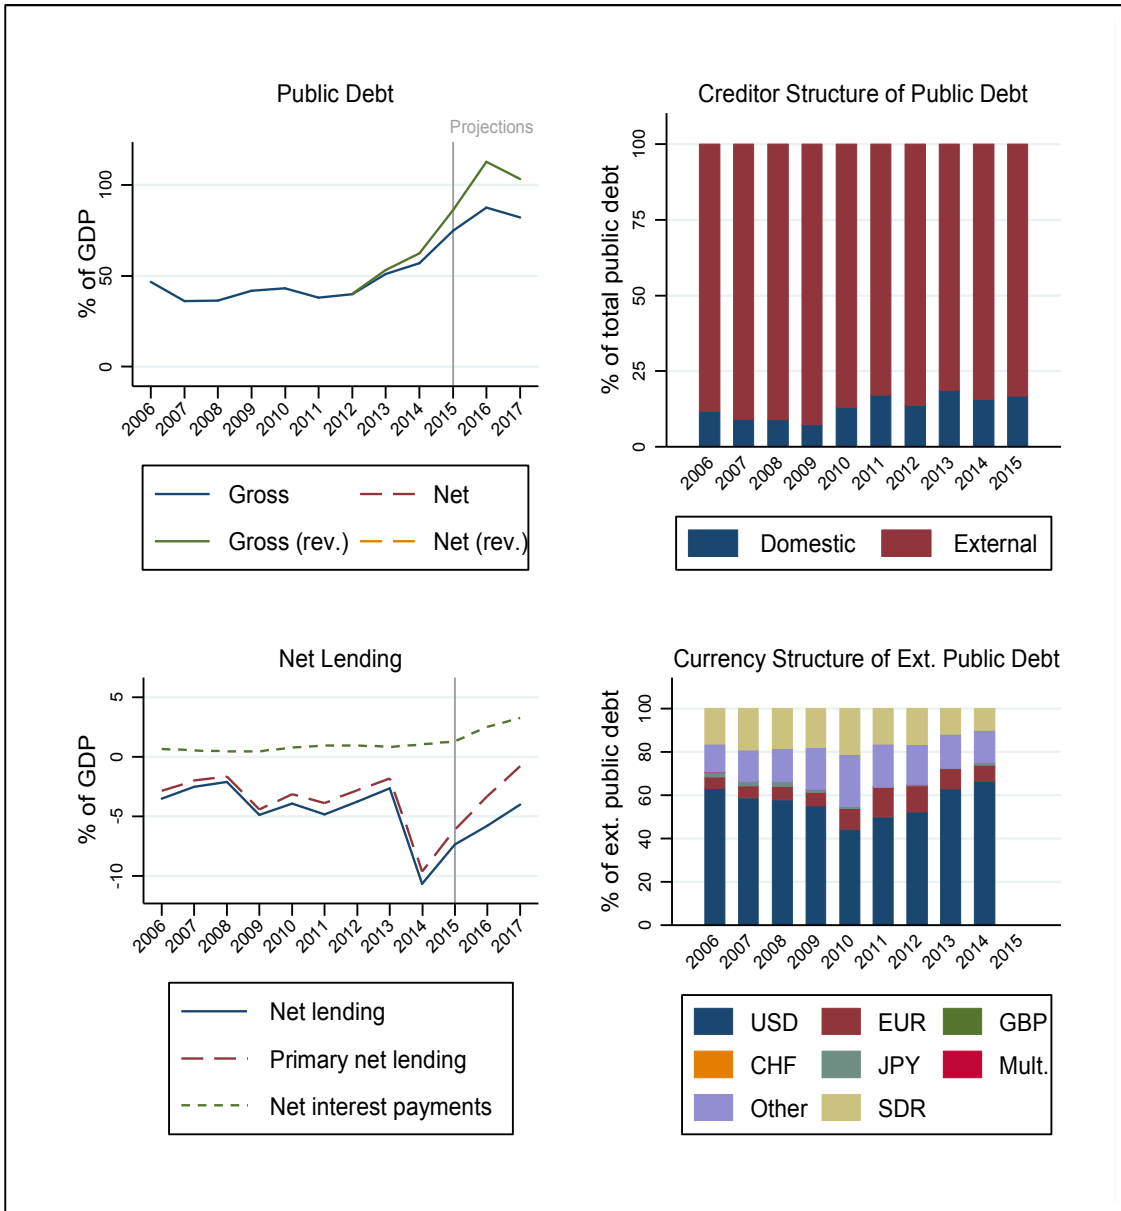 Public Debt
Projections
% of GDP
100
50
0
2006 2007 2008 2009 2010 2011 2012 2013 2014 2015 2016 2017
Gross Net
Gross (rev.) Net (rev.)
Creditor Structure of Public Debt
% of total public debt
100
75
50
25
0
2006 2007 2008 2009 2010 2011 2012 2013 2014 2015
Domestic External
Net Lending
% of GDP
5
0
-5
-10
2006 2007 2008 2009 2010 2011 2012 2013 2014 2015 2016 2017
Net lending
Primary net lending
Net interest payments
Currency Structure of Ext. Public Debt
% of ext. public debt
100
80
60
40
20
0
2006 2007 2008 2009 2010 2011 2012 2013 2014 2015
USD EUR GBP
CHF JPY Mult.
Other SDR